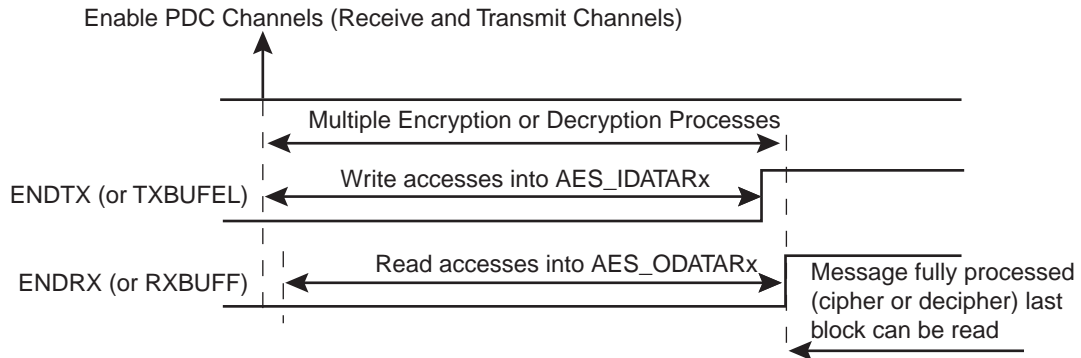 Enable PDC Channels (Receive and Transmit Channels)
Multiple Encryption or Decryption Processes
ENDTX (or TXBUFEL)
Write accesses into AES_IDATARx
ENDRX (or RXBUFF)
Read accesses into AES_ODATARx
Message fully processed
(cipher or decipher) last
block can be read